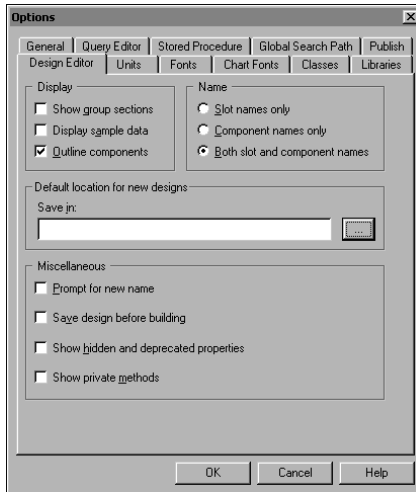 Options
General Query Editor Stored Procedure Global Search Path Publish
Design Editor Units Fonts Chart Fonts Classes Libraries
Display
Show group sections
Display sample data
Outline components
Name
Slot names only
Component names only
Both slot and component names
Default location for new designs
Save in:
...
Miscellaneous
Prompt for new name
Save design before building
Show hidden and deprecated properties
Show private methods
OK Cancel Help